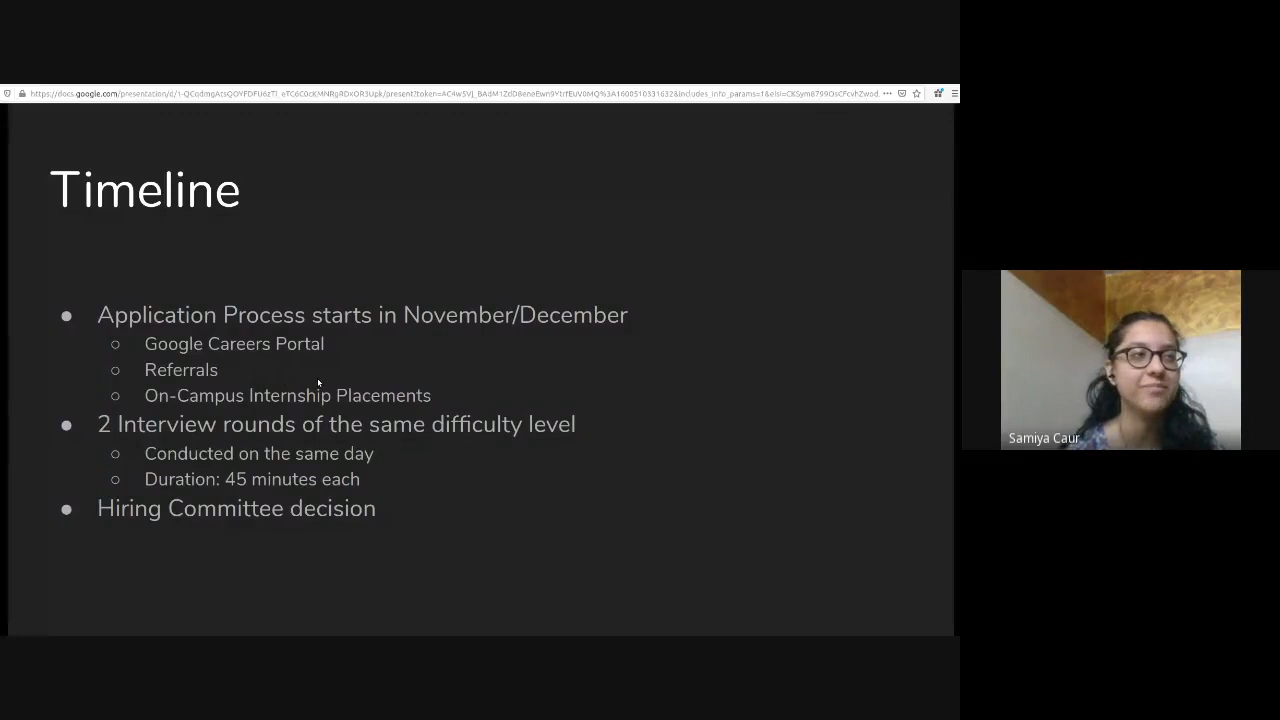 Timeline
● Application Process starts in November/December
○ Google Careers Portal
○ Referrals
○ On-Campus Internship Placements
● 2 Interview rounds of the same difficulty level
○ Conducted on the same day
○ Duration: 45 minutes each
● Hiring Committee decision
Samiya Caur